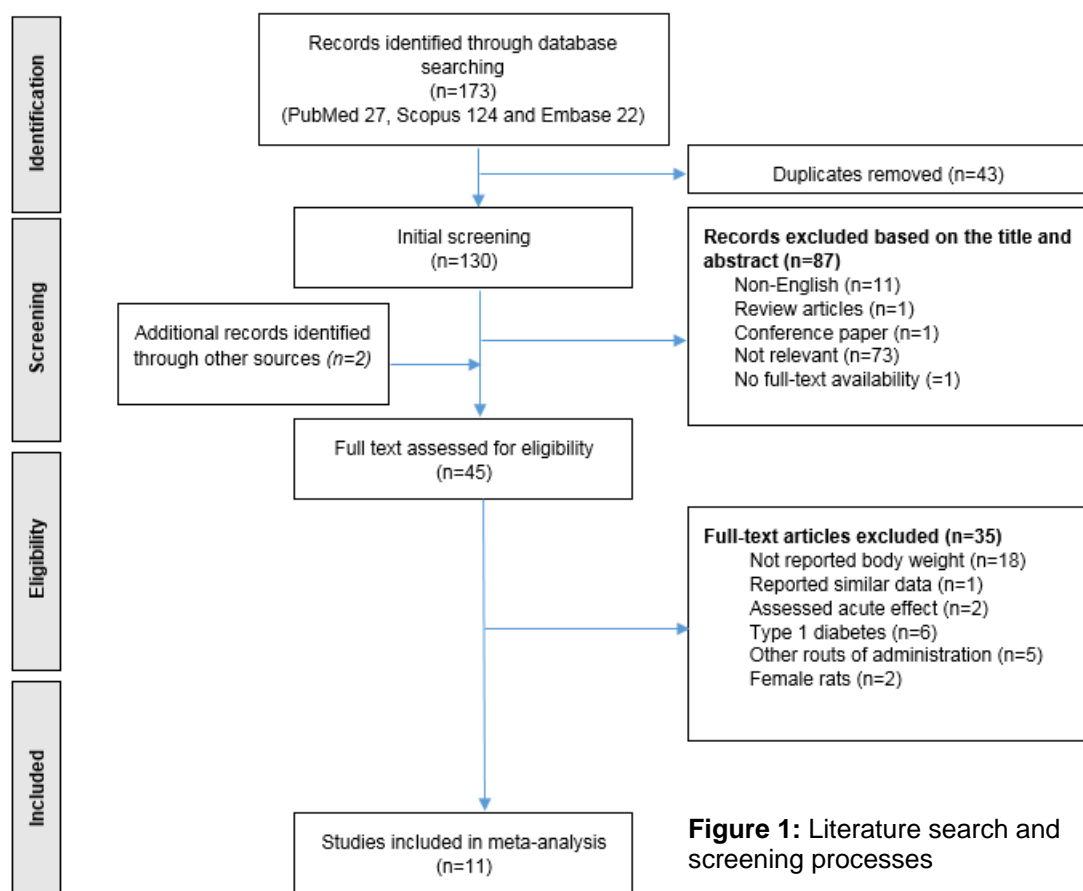 Identification
Records identified through database
searching
(n=173)
(PubMed 27, Scopus 124 and Embase 22)
Duplicates removed (n=43)
Screening
Initial screening
(n=130)
Records excluded based on the title and
abstract (n=87)
Non-English (n=11)
Review articles (n=1)
Conference paper (n=1)
Not relevant (n=73)
No full-text availability (=1)
Additional records identified
through other sources (n=2)
Full text assessed for eligibility
(n=45)
Eligibility
Full-text articles excluded (n=35)
Not reported body weight (n=18)
Reported similar data (n=1)
Assessed acute effect (n=2)
Type 1 diabetes (n=6)
Other routs of administration (n=5)
Female rats (n=2)
Included
Studies included in meta-analysis
(n=11)
Figure 1: Literature search and
screening processes